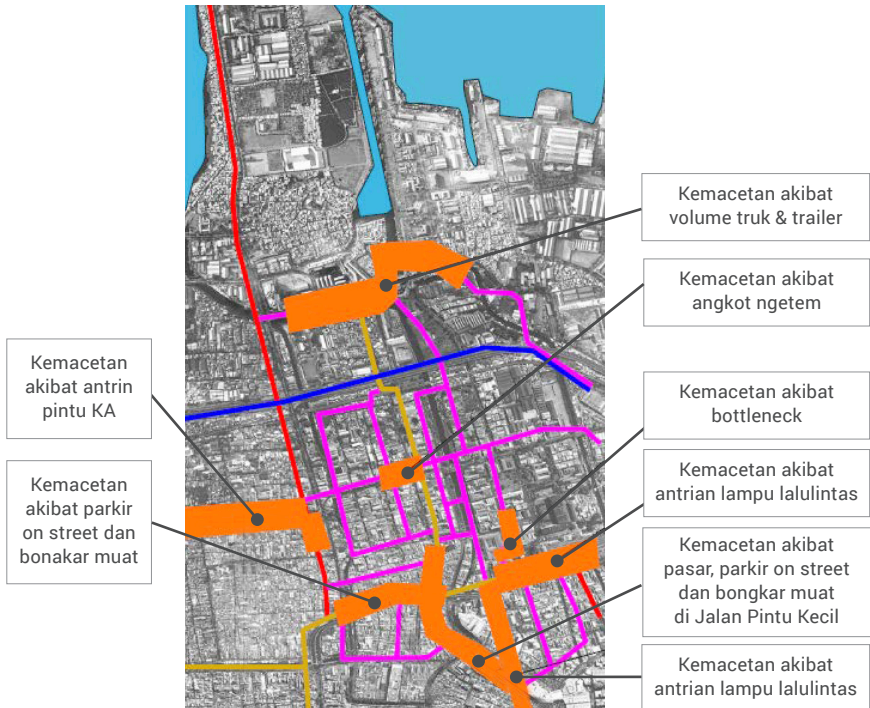 Kemacetan akibat
volume truk & trailer
Kemacetan akibat
angkot ngetem
Kemacetan
akibat antrin
pintu KA
Kemacetan akibat
bottleneck
Kemacetan akibat
antrian lampu lalulintas
Kemacetan
akibat parkir
on street dan
bonakar muat
Kemacetan akibat
pasar, parkir on street
dan bongkar muat
di Jalan Pintu Kecil
Kemacetan akibat
antrian lampu lalulintas